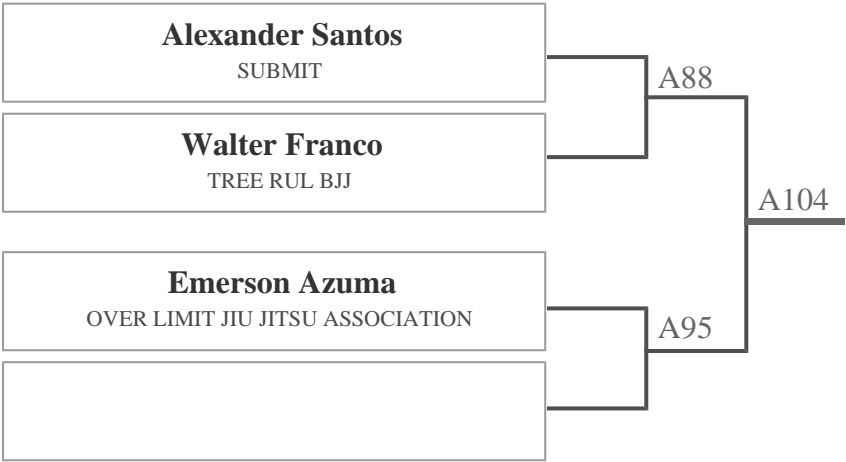 Alexander Santos
SUBMIT
A88
Walter Franco
TREE RUL BJJ
A104
Emerson Azuma
OVER LIMIT JIU JITSU ASSOCIATION
A95